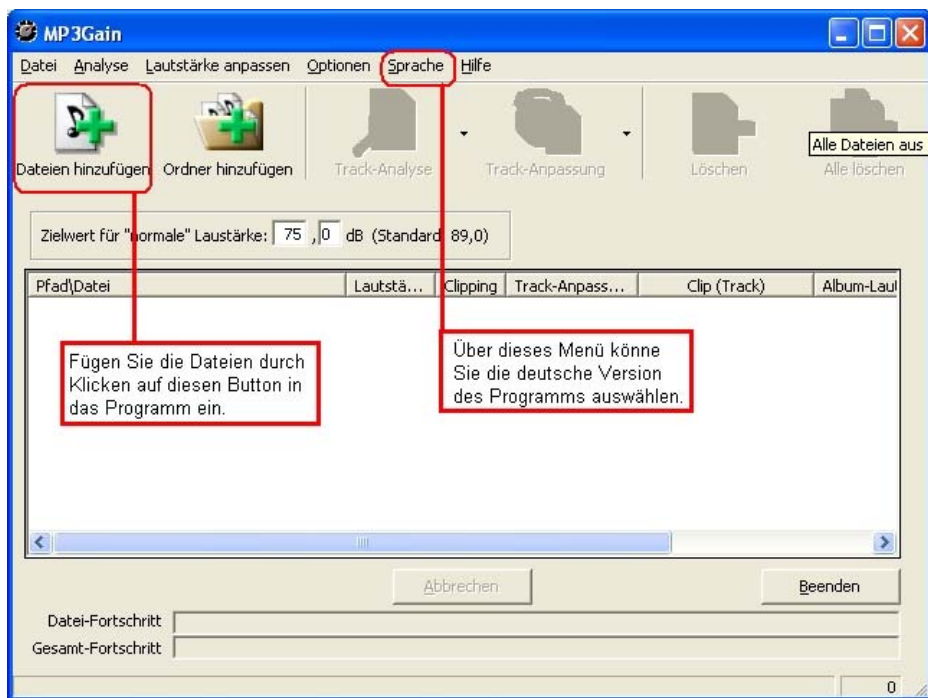 MP3Gain
Datei Analyse Lautstärke anpassen Optionen Sprache Hilfe
Dateien hinzufügen Ordner hinzufügen Track-Analyse Track-Anpassung Löschen Alle löschen
Alle Dateien aus
Zielwert für "normale" Laustärke: 75 ,0 dB (Standard 89,0)
Pfad\Datei Lautstä... Clipping Track-Anpass... Clip (Track) Album-Laut
Fügen Sie die Dateien durch
Klicken auf diesen Button in
das Programm ein.
Über dieses Menü könne
Sie die deutsche Version
des Programms auswählen.
Abbrechen Beenden
Datei-Fortschritt
Gesamt-Fortschritt
0